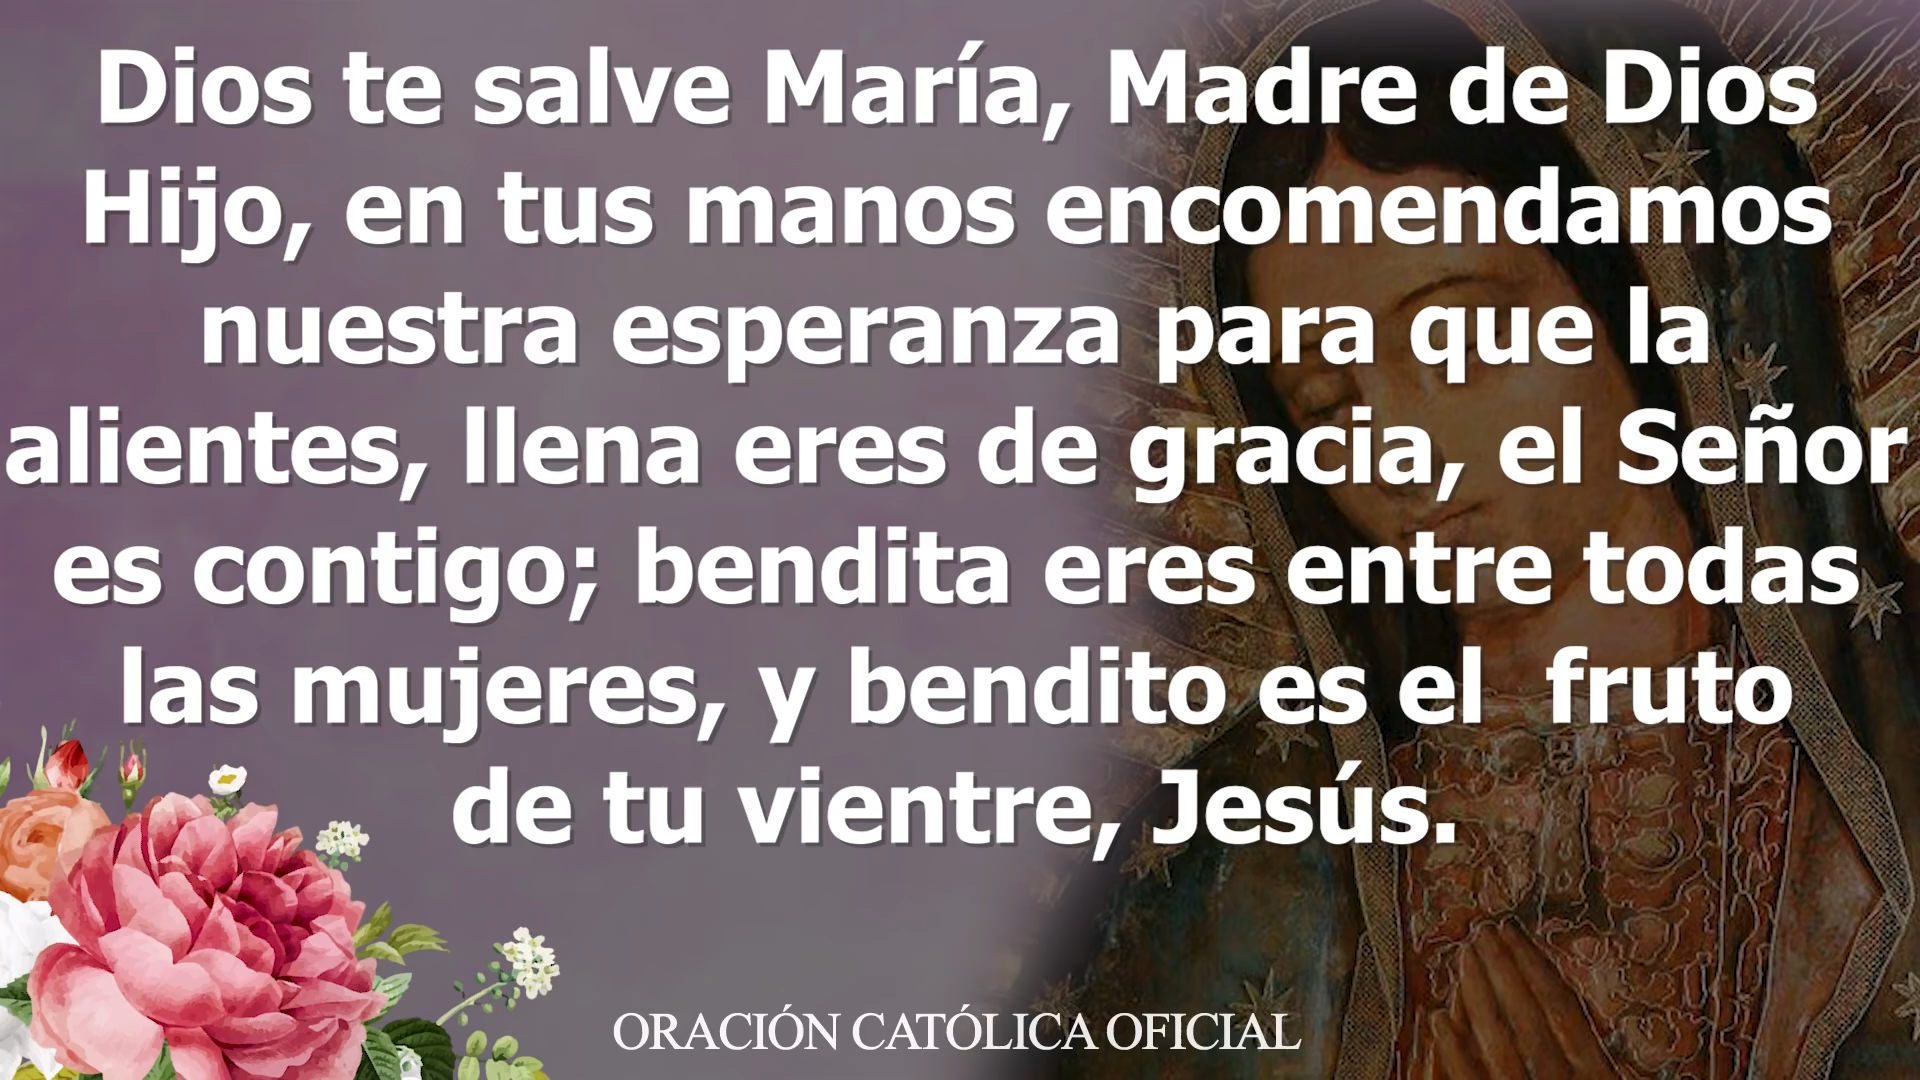 Dios te salve María, Madre de Dios
Hijo, en tus manos encomendamos
nuestra esperanza para que la
alientes, llena eres de gracia, el Señor
es contigo; bendita eres entre todas
las mujeres, y bendito es el  fruto
de tu vientre, Jesús.
ORACIÓN CATÓLICA OFICIAL